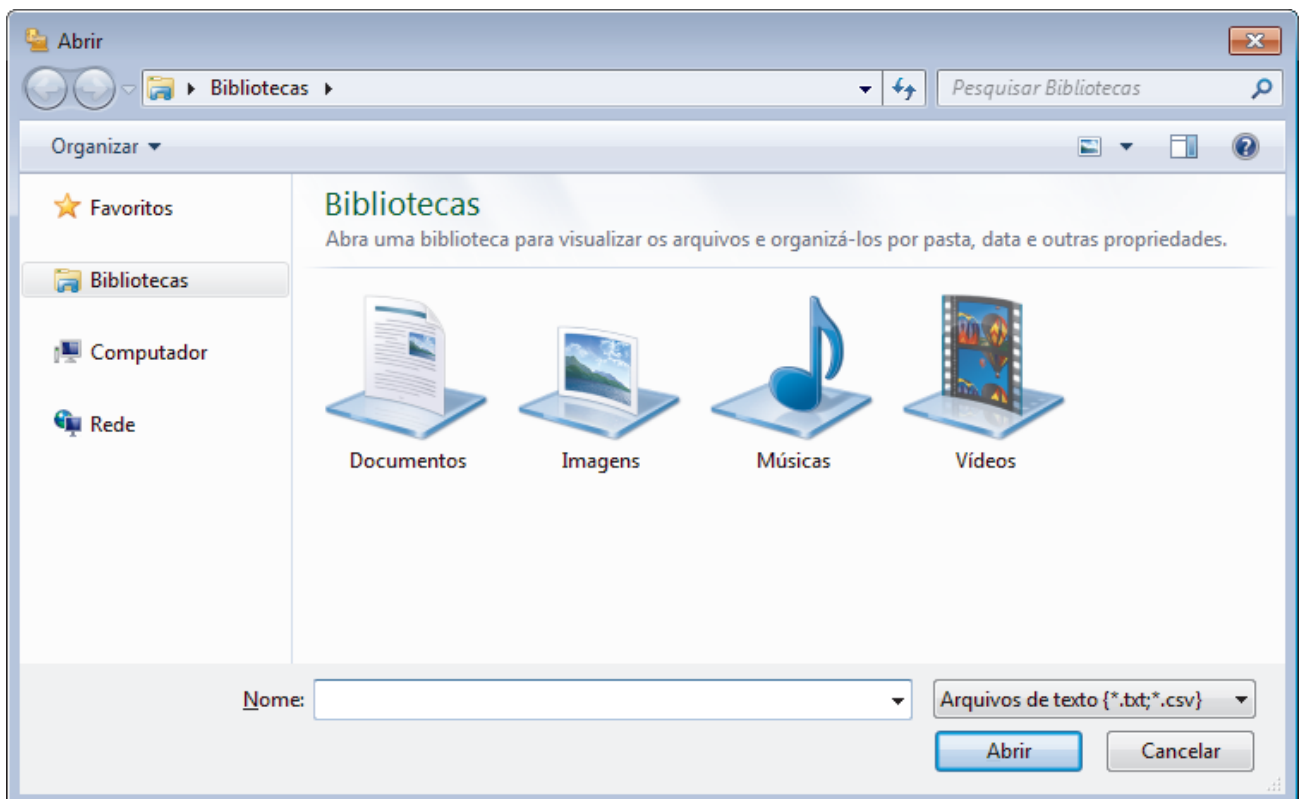 Abrir
Bibliotecas
Pesquisar Bibliotecas
Organizar
Favoritos
Bibliotecas
Computador
Rede
Bibliotecas
Abra uma biblioteca para visualizar os arquivos e organizá-los por pasta, data e outras propriedades.
Documentos
Imagens
Músicas
Vídeos
Nome:
Arquivos de texto {*.txt;*.csv}
Abrir
Cancelar